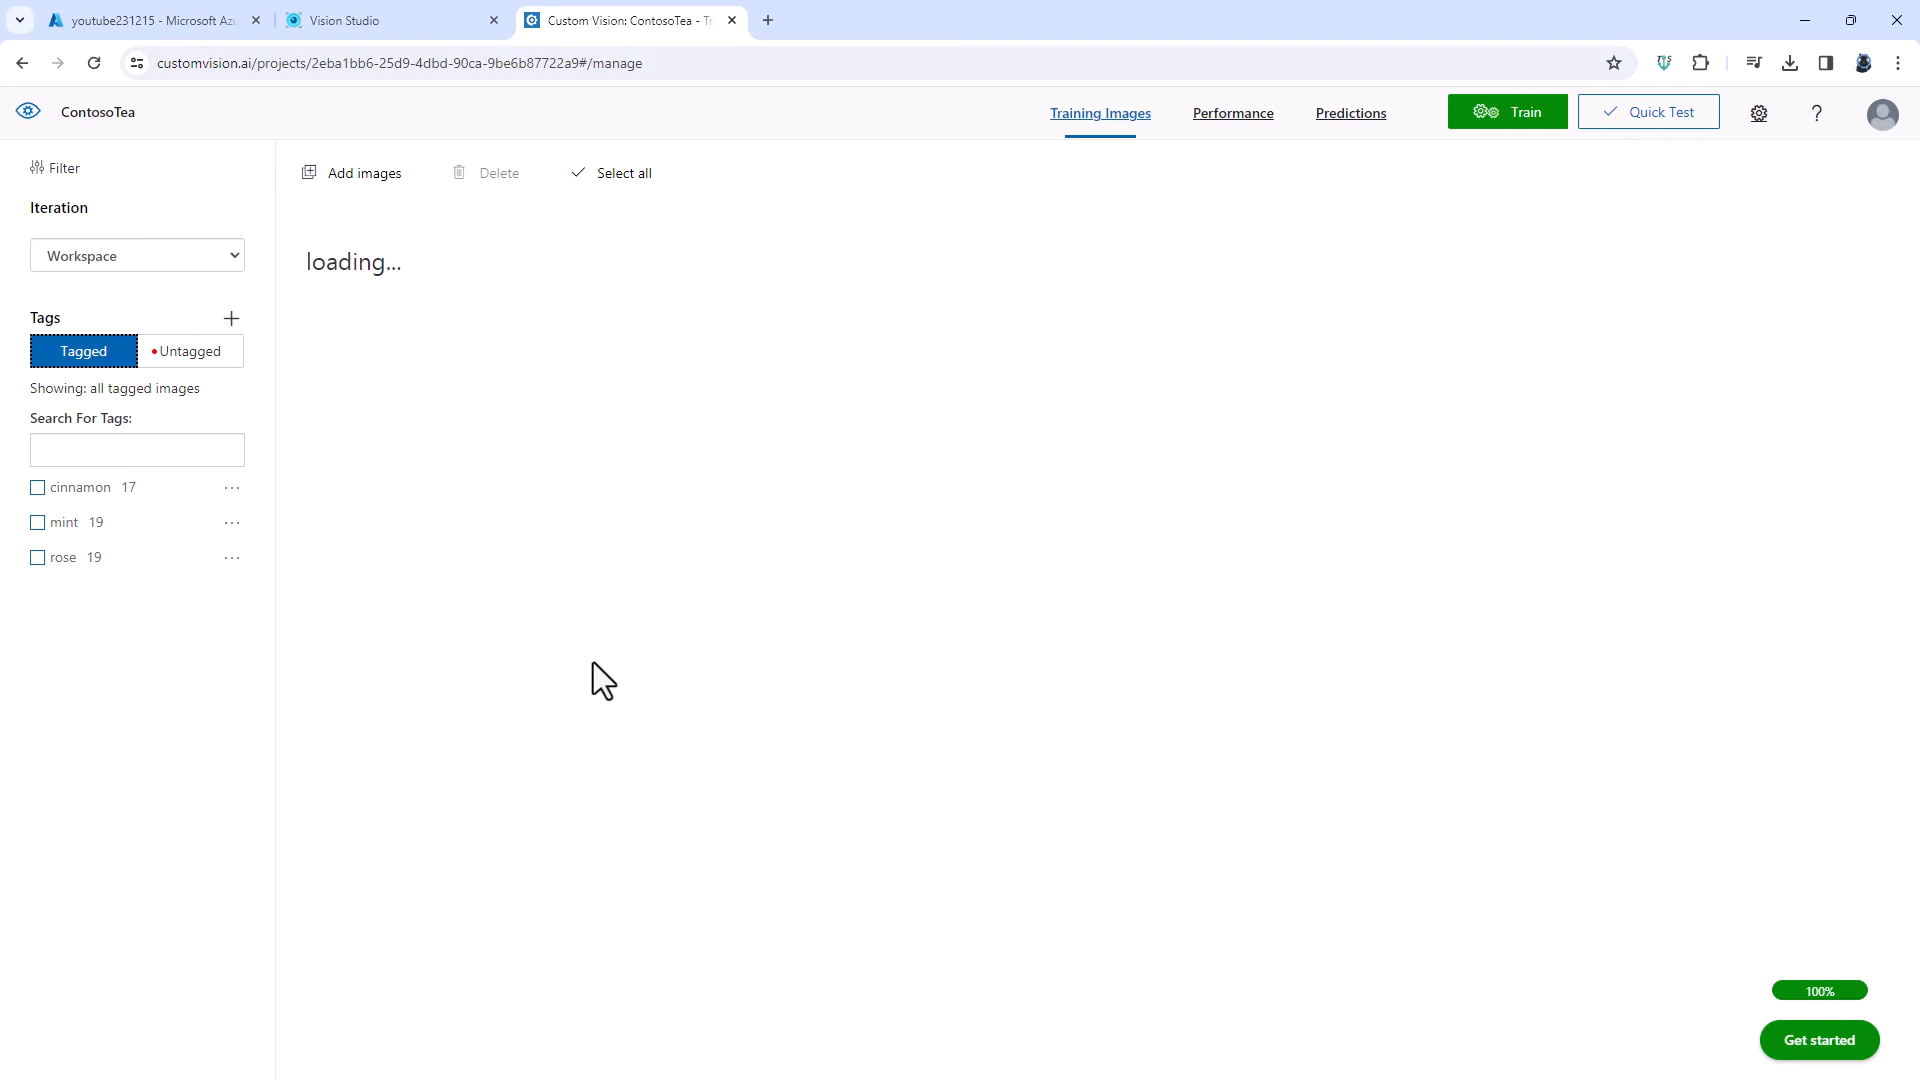 youtube231215 - Microsoft Az
Vision Studio
Custom Vision: ContosoTea - Tr
customvision.ai/projects/2eba1bb6-25d9-4dbd-90ca-9be6b87722a9#/manage
ContosoTea
Training Images
Performance
Predictions
Train
Quick Test
?
Filter
Iteration
Workspace
Tags
Tagged
Untagged
Showing: all tagged images
Search For Tags:
cinnamon 17
mint 19
rose 19
Add images
Delete
Select all
loading...
100%
Get started